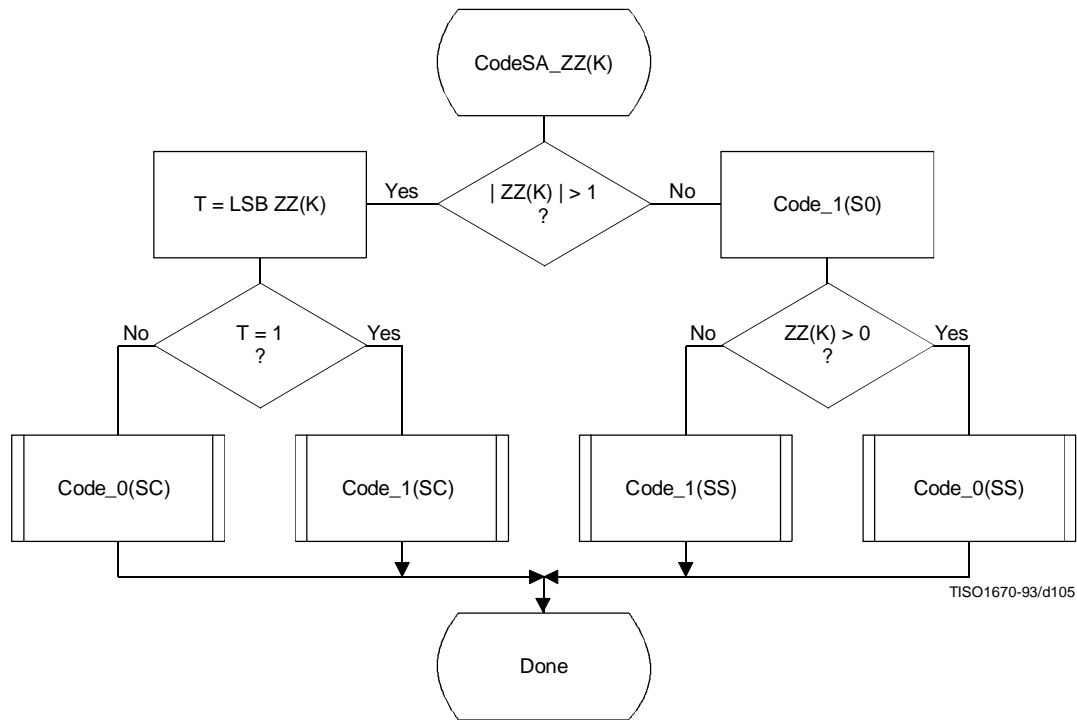 CodeSA_ZZ(K)
T = LSB ZZ(K)
Yes
| ZZ(K) | > 1
?
No
Code_1(S0)
No
T = 1
?
Yes
No
ZZ(K) > 0
?
Yes
Code_0(SC)
Code_1(SC)
Code_1(SS)
Code_0(SS)
TISO1670-93/d105
Done